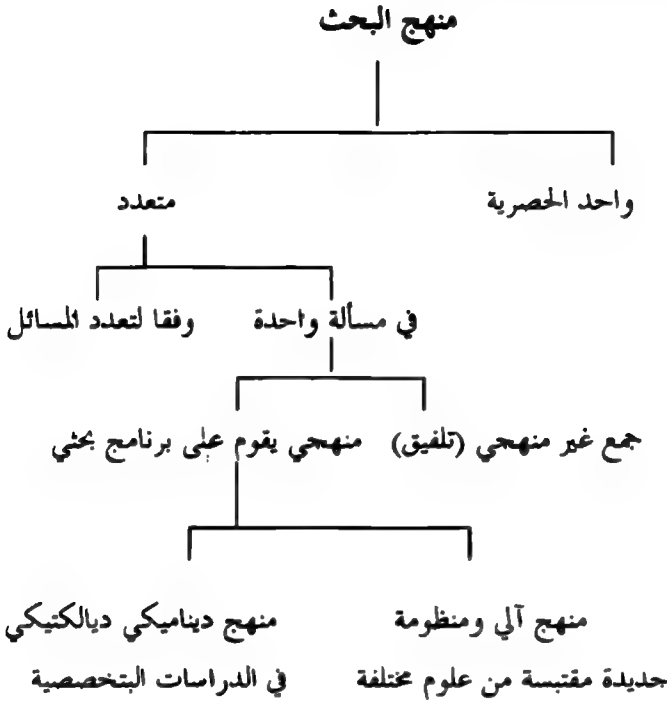 منهج البحث
واحد الحصرية
متعدد
في مسألة واحدة
وفقا لتعدد المسائل
جمع غير منهجي (تلفيق)
منهجي يقوم على برنامج بحثي
منهج آلي ومنظومة
جديدة مقتبسة من علوم مختلفة
منهج ديناميكي ديالكتيكي
في الدراسات البتخصصية